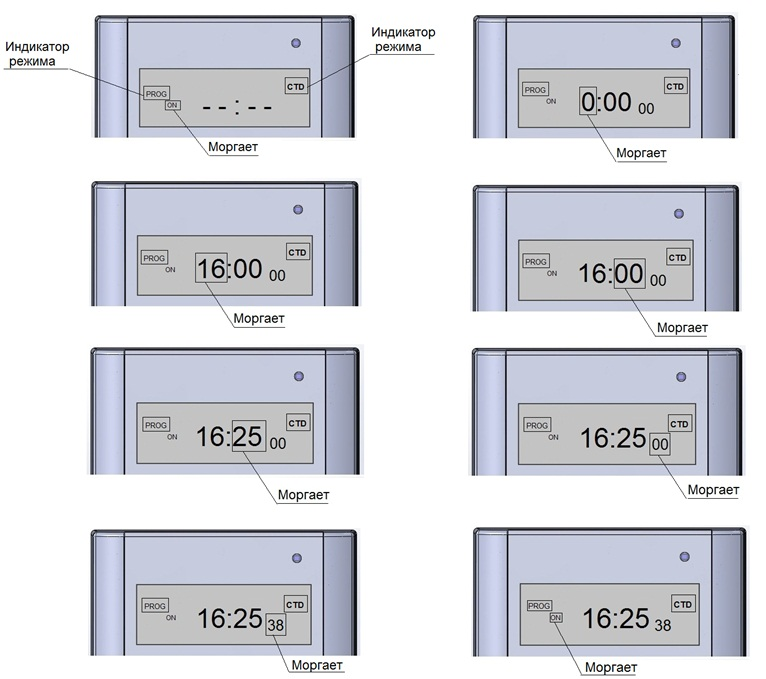 Индикатор
режима
PROG
ON
--:--
CTD
Моргает
Индикатор
режима
PROG
ON
0:00 00
CTD
Моргает
PROG
ON
16:00 00
CTD
Моргает
PROG
ON
16:00 00
CTD
Моргает
PROG
ON
16:25 00
CTD
Моргает
PROG
ON
16:25 00
CTD
Моргает
PROG
ON
16:25 38
CTD
Моргает
PROG
ON
16:25 38
CTD
Моргает